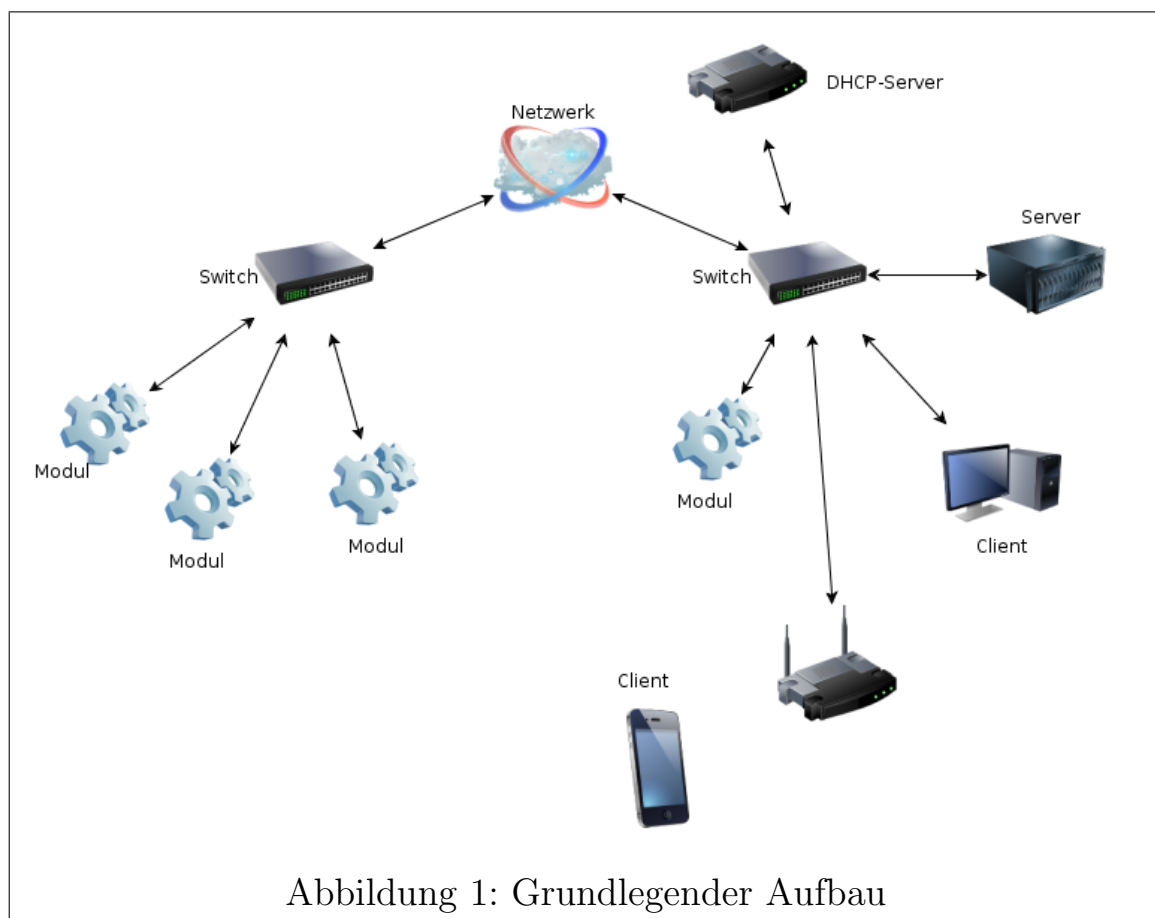 DHCP-Server
Netzwerk
Server
Switch
Switch
Modul
Modul
Modul
Modul
Client
Client
Abbildung 1: Grundlegender Aufbau